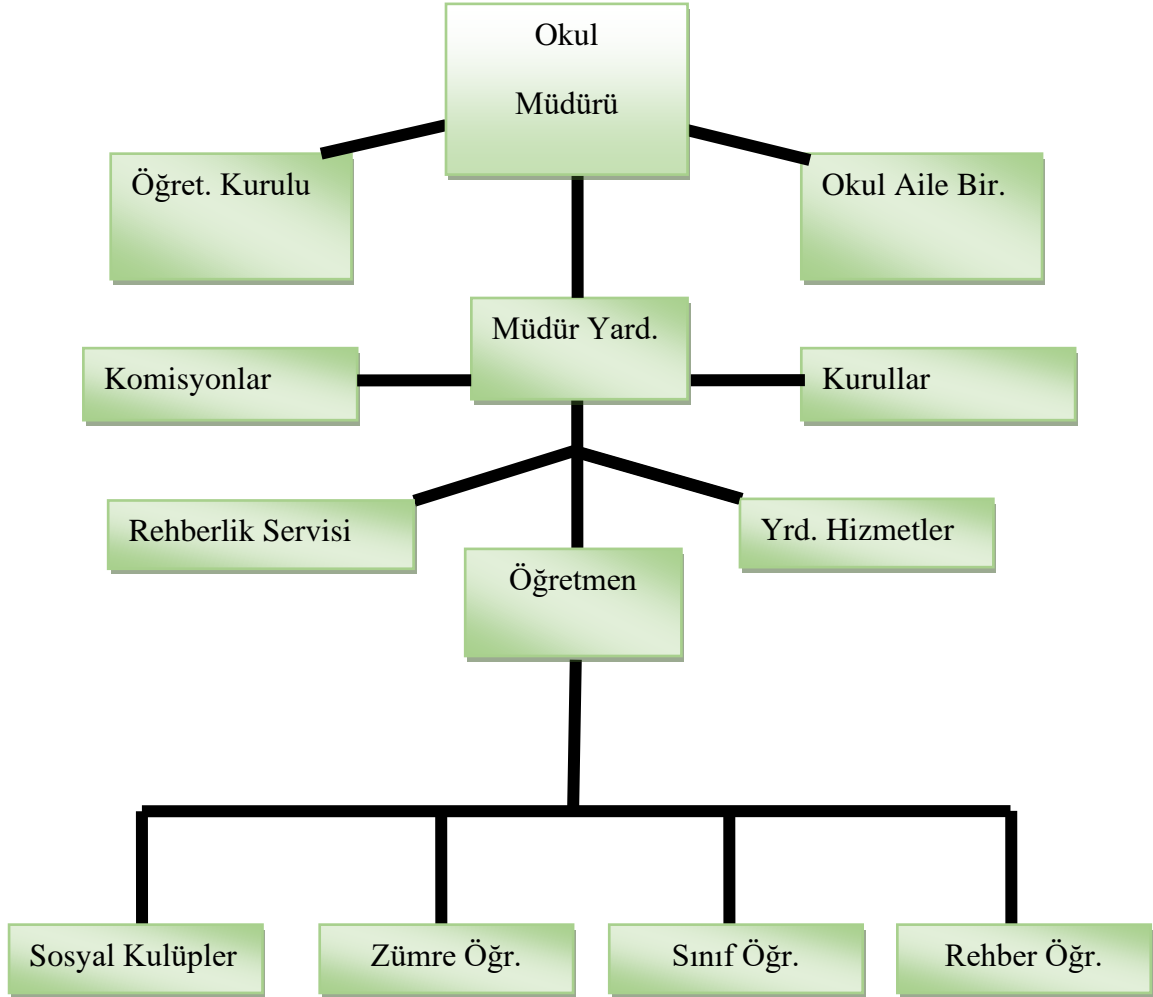 Okul
Müdürü
Öğret. Kurulu
Okul Aile Bir.
Müdür Yard.
Komisyonlar
Kurullar
Rehberlik Servisi
Yrd. Hizmetler
Öğretmen
Sosyal Kulüpler
Zümre Öğr.
Sınıf Öğr.
Rehber Öğr.